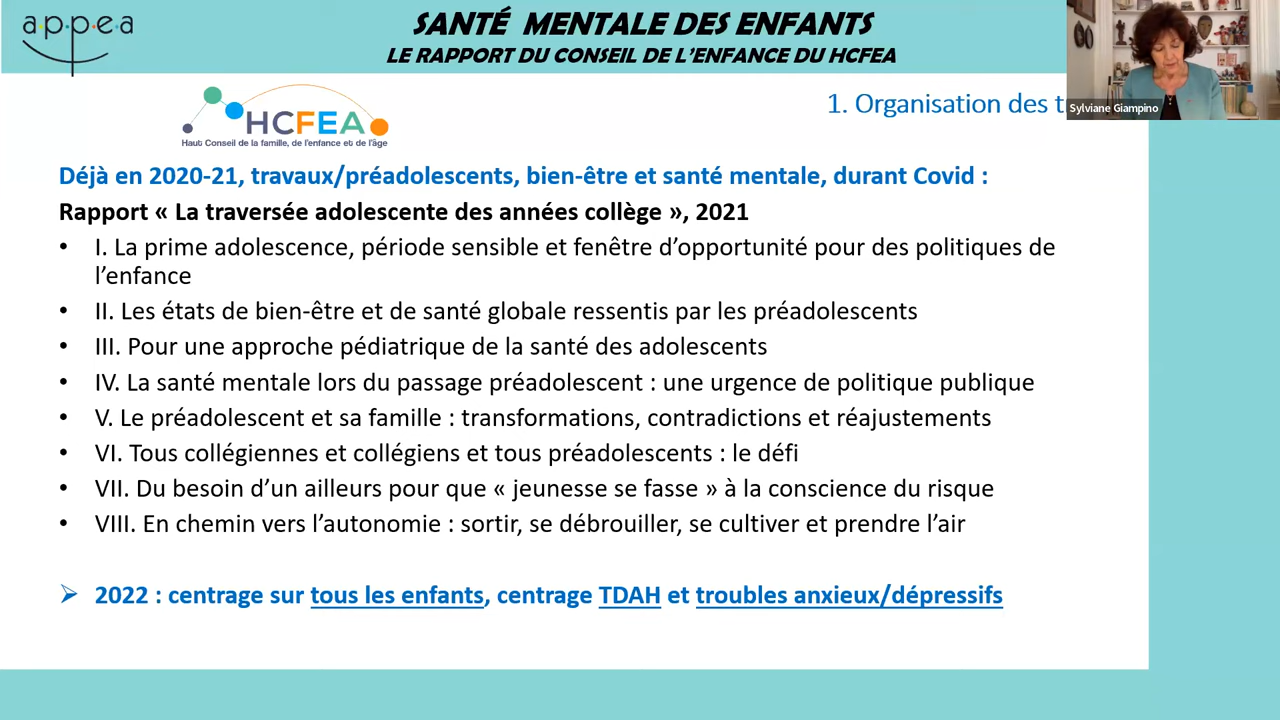 appea
SANTÉ MENTALE DES ENFANTS
LE RAPPORT DU CONSEIL DE L'ENFANCE DU HCFEA
Sylviane Giampino
HCFEA
Haut Conseil de la famille, de l'enfance et de l'âge
1. Organisation des
Déjà en 2020-21, travaux/préadolescents, bien-être et santé mentale, durant Covid :
Rapport « La traversée adolescente des années collège », 2021
• I. La prime adolescence, période sensible et fenêtre d'opportunité pour des politiques de
l'enfance
• II. Les états de bien-être et de santé globale ressentis par les préadolescents
• III. Pour une approche pédiatrique de la santé des adolescents
• IV. La santé mentale lors du passage préadolescent : une urgence de politique publique
• V. Le préadolescent et sa famille : transformations, contradictions et réajustements
• VI. Tous collégiennes et collégiens et tous préadolescents : le défi
• VII. Du besoin d'un ailleurs pour que « jeunesse se fasse » à la conscience du risque
• VIII. En chemin vers l'autonomie : sortir, se débrouiller, se cultiver et prendre l'air
➢ 2022 : centrage sur tous les enfants, centrage TDAH et troubles anxieux/dépressifs